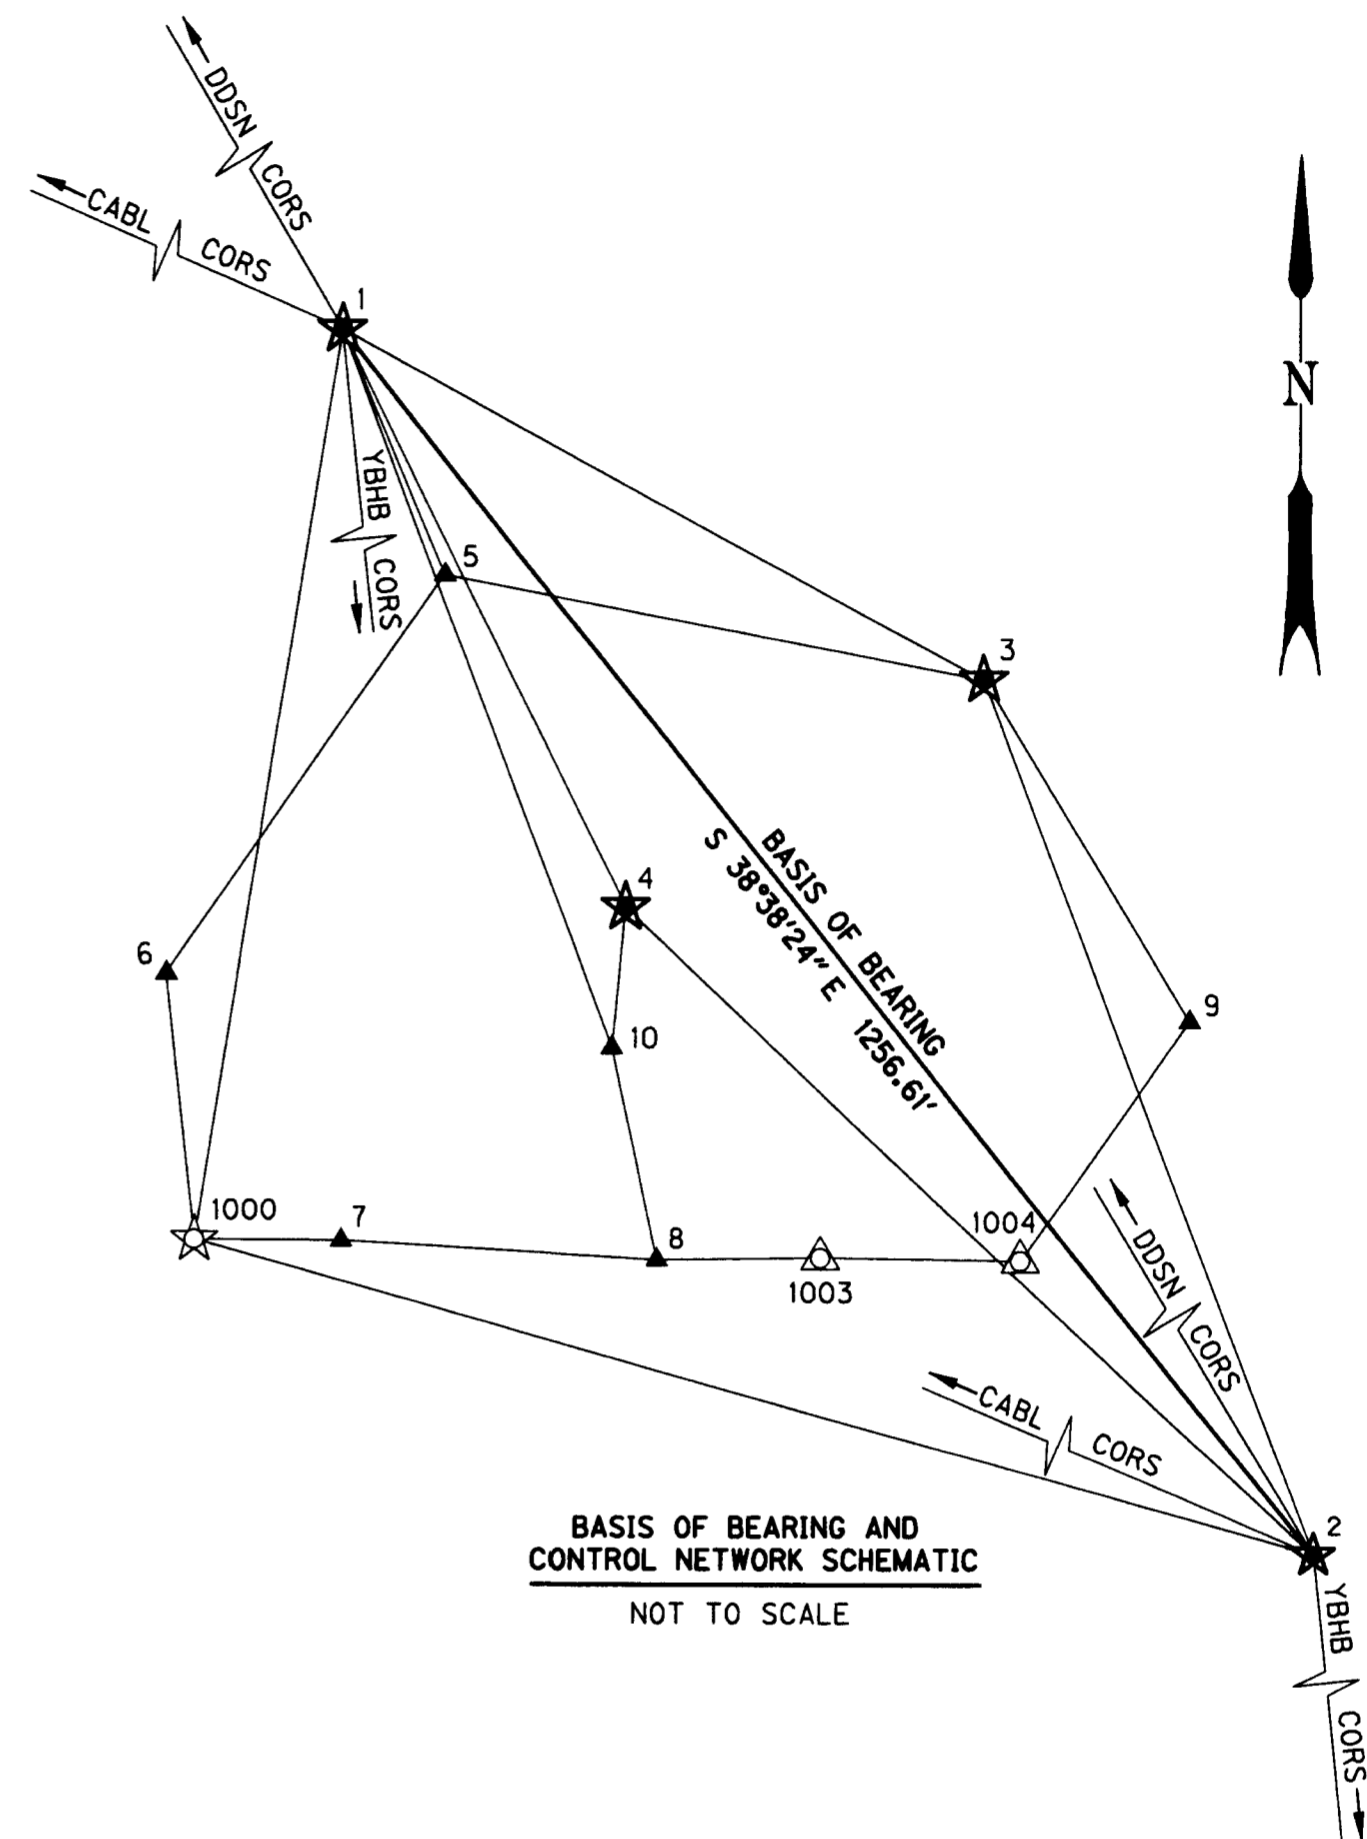 DDSN CORS
CABL CORS
1
N
YBHB CORS
5
3
4
BASIS OF BEARING
S 38°38'24" E 1256.61'
6
9
10
1000
7
8
1003
1004
DDSN CORS
CABL CORS
2
BASIS OF BEARING AND
CONTROL NETWORK SCHEMATIC
NOT TO SCALE
YBHB CORS